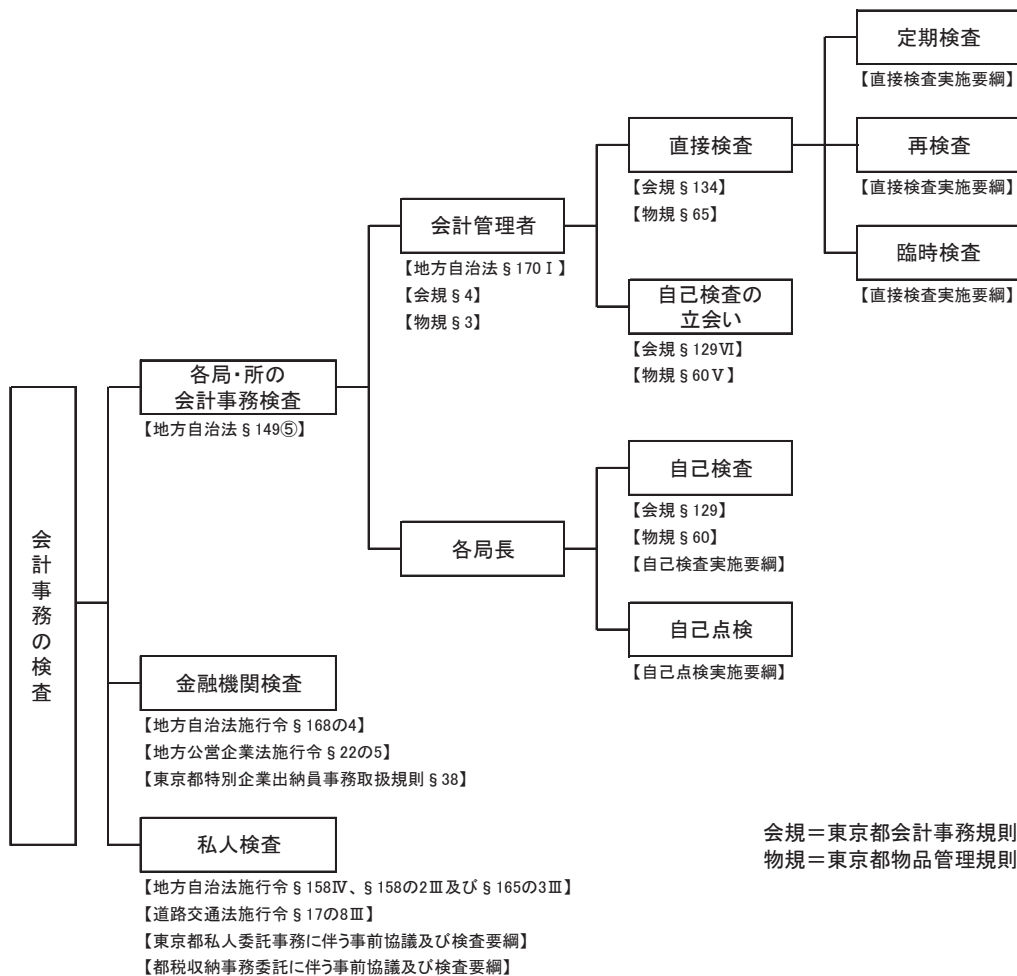 会計事務の検査
各局・所の
会計事務検査
【地方自治法§149⑤】
会計管理者
【地方自治法§170Ⅰ】
【会規§4】
【物規§3】
直接検査
【会規§134】
【物規§65】
定期検査
【直接検査実施要綱】
再検査
【直接検査実施要綱】
臨時検査
【直接検査実施要綱】
自己検査の
立会い
【会規§129Ⅵ】
【物規§60Ⅴ】
各局長
自己検査
【会規§129】
【物規§60】
【自己検査実施要綱】
自己点検
【自己点検実施要綱】
金融機関検査
【地方自治法施行令§168の4】
【地方公営企業法施行令§22の5】
【東京都特別企業出納員事務取扱規則§38】
私人検査
【地方自治法施行令§158Ⅳ、§158の2Ⅲ及び§165の3Ⅲ】
【道路交通法施行令§17の8Ⅲ】
【東京都私人委託事務に伴う事前協議及び検査要綱】
【都税収納事務委託に伴う事前協議及び検査要綱】
会規＝東京都会計事務規則
物規＝東京都物品管理規則